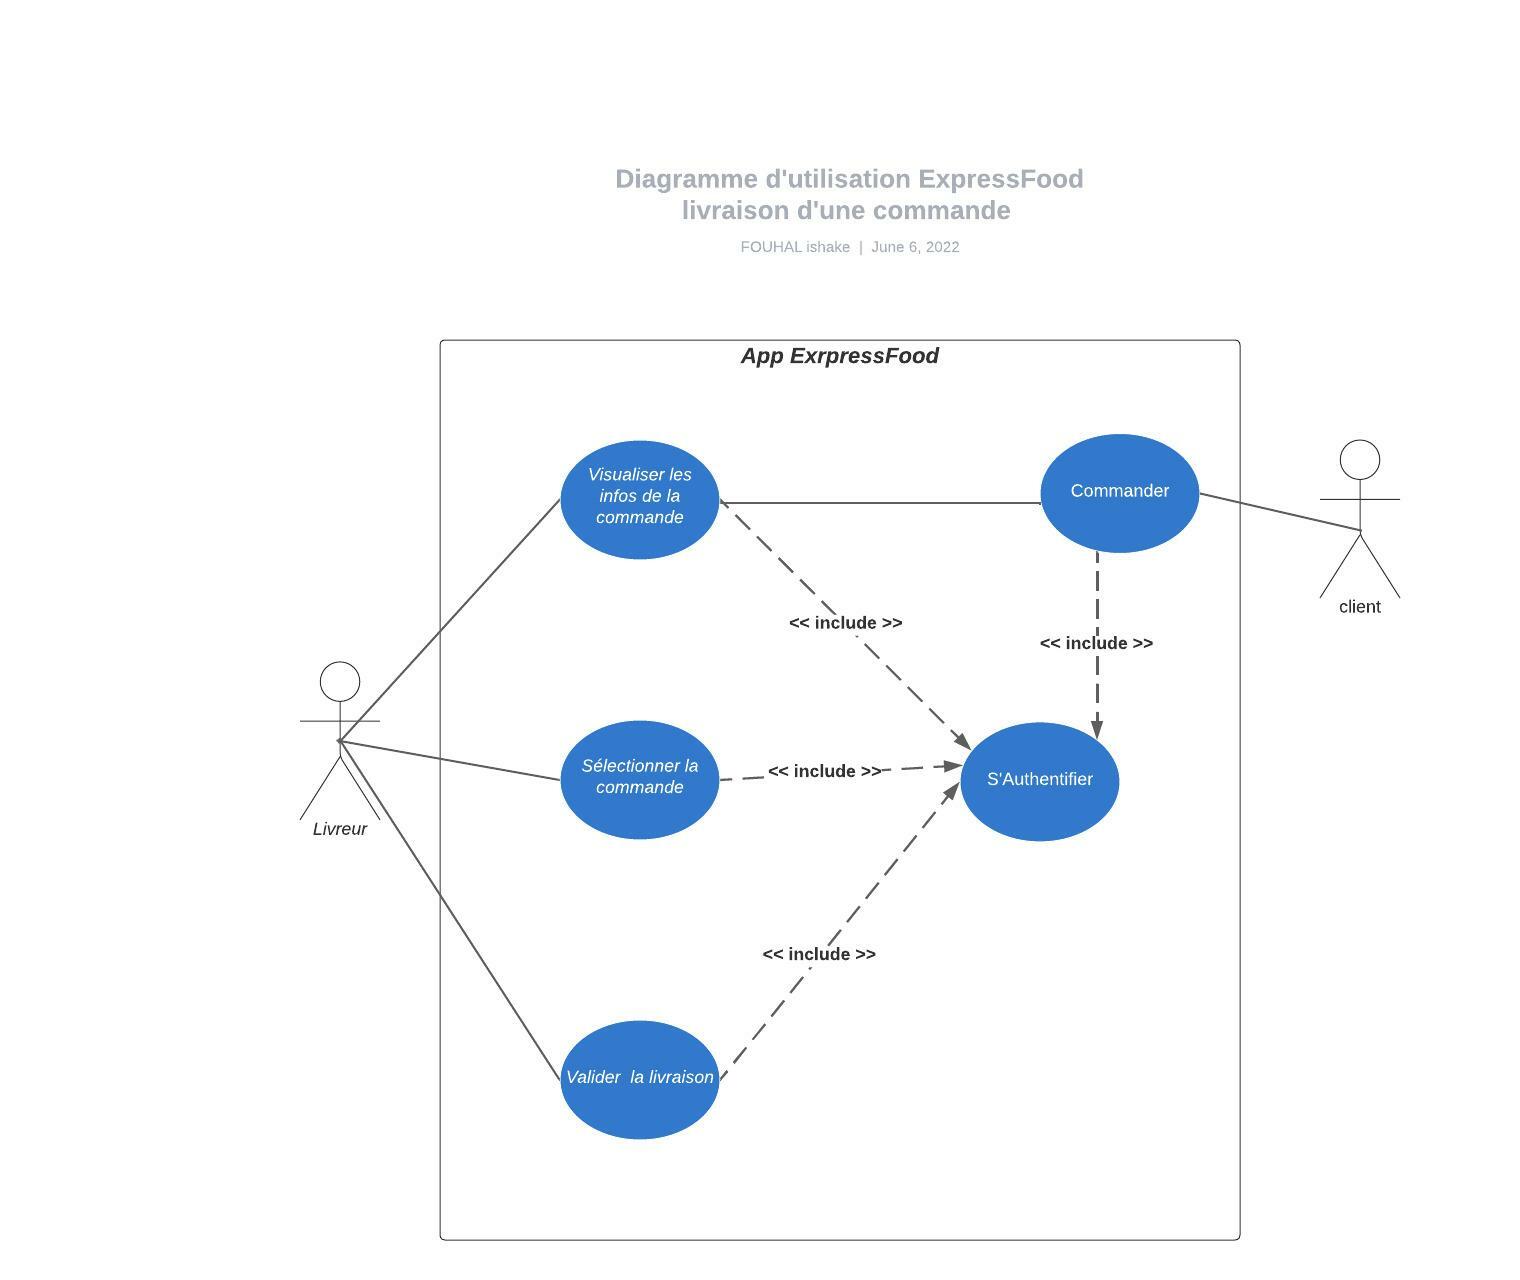 Diagramme d'utilisation ExpressFood
livraison d'une commande
FOUHAL ishake | June 6, 2022
App ExrpressFood
Visualiser les
infos de la
commande
Commander
client
<< include >>
<< include >>
Livreur
Sélectionner la
commande
<< include >>
S'Authentifier
<< include >>
Valider  la livraison